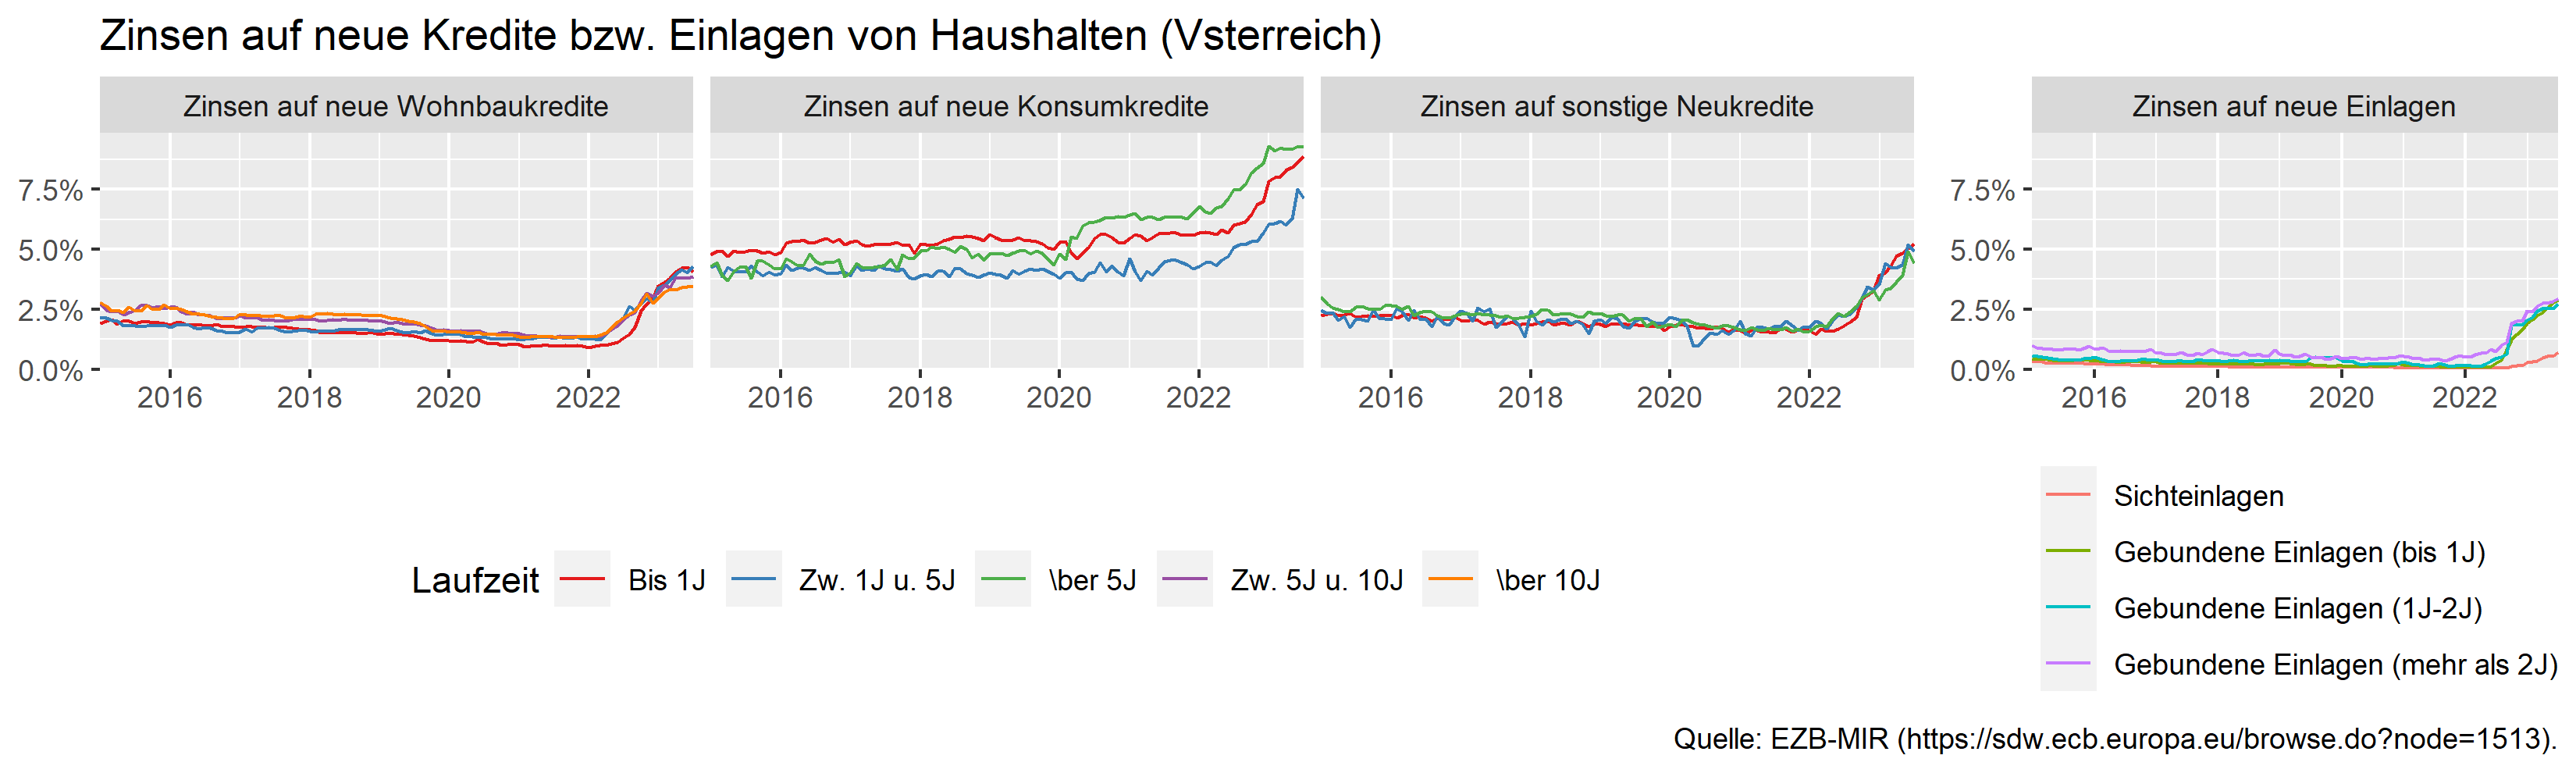 Zinsen auf neue Kredite bzw. Einlagen von Haushalten (Vsterreich)
Zinsen auf neue Wohnbaukredite
Zinsen auf neue Konsumkredite
Zinsen auf sonstige Neukredite
Zinsen auf neue Einlagen
7.5%
5.0%
2.5%
0.0%
2016 2018 2020 2022
2016 2018 2020 2022
2016 2018 2020 2022
7.5%
5.0%
2.5%
0.0%
2016 2018 2020 2022
Laufzeit Bis 1J Zw. 1J u. 5J \ber 5J Zw. 5J u. 10J \ber 10J
Sichteinlagen
Gebundene Einlagen (bis 1J)
Gebundene Einlagen (1J-2J)
Gebundene Einlagen (mehr als 2J)
Quelle: EZB-MIR (https://sdw.ecb.europa.eu/browse.do?node=1513).